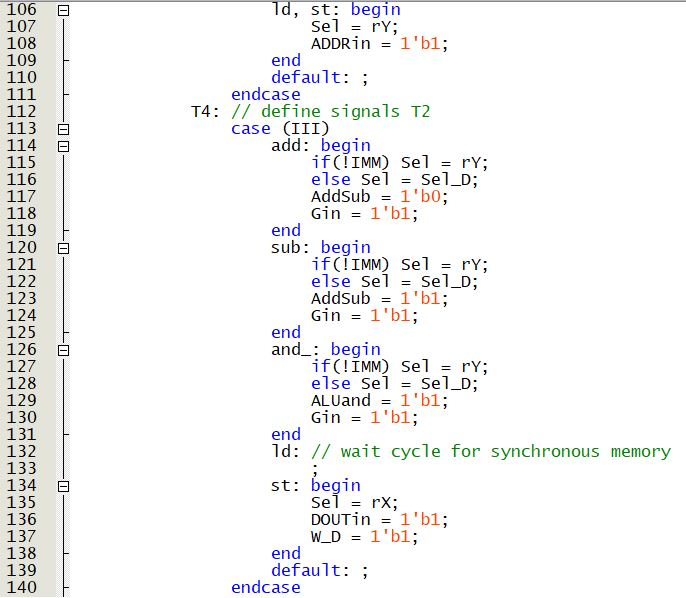 106 ld, st: begin
107 Sel = rY;
108 ADDRin = 1'b1;
109 end
110 default: ;
111 endcase
112 T4: // define signals T2
113 case (III)
114 add: begin
115 if(!IMM) Sel = rY;
116 else Sel = Sel_D;
117 AddSub = 1'b0;
118 Gin = 1'b1;
119 end
120 sub: begin
121 if(!IMM) Sel = rY;
122 else Sel = Sel_D;
123 AddSub = 1'b1;
124 Gin = 1'b1;
125 end
126 and_: begin
127 if(!IMM) Sel = rY;
128 else Sel = Sel_D;
129 ALUand = 1'b1;
130 Gin = 1'b1;
131 end
132 ld: // wait cycle for synchronous memory
133 ;
134 st: begin
135 Sel = rX;
136 DOUTin = 1'b1;
137 W_D = 1'b1;
138 end
139 default: ;
140 endcase